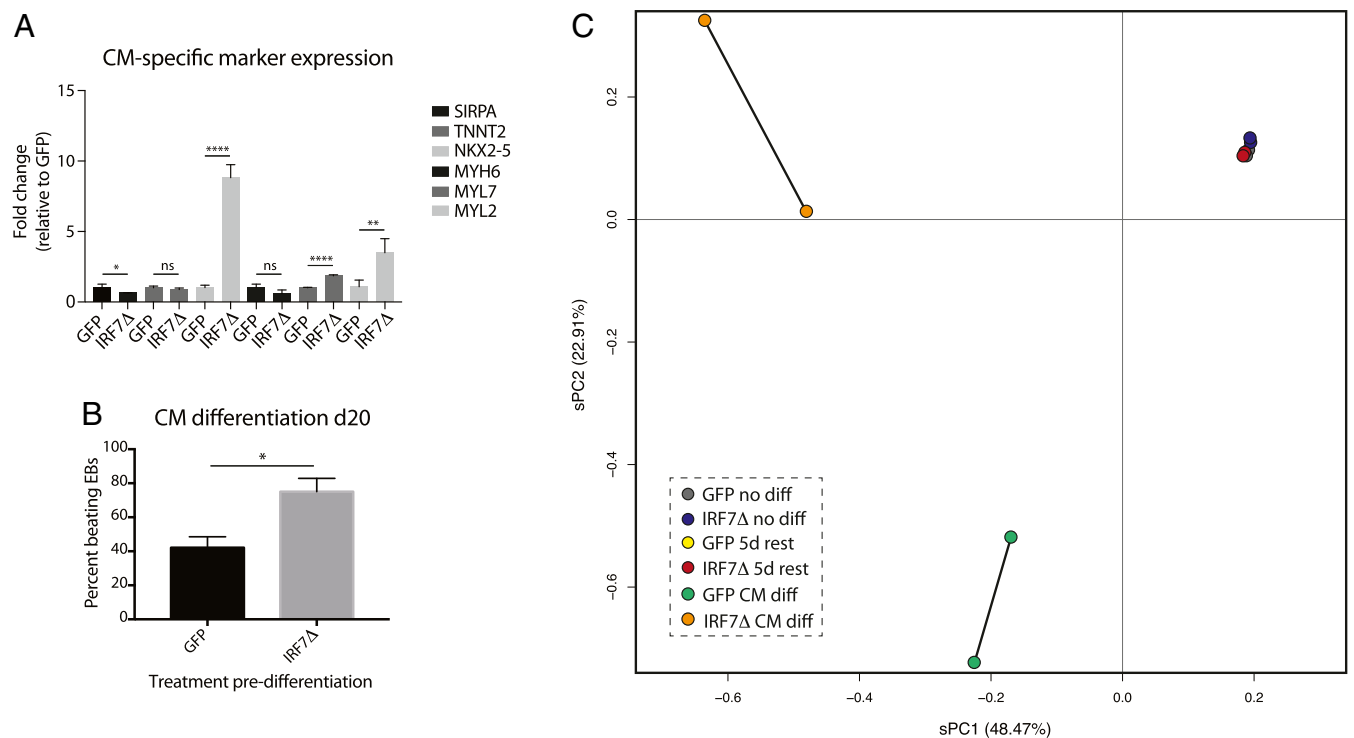 A
CM-specific marker expression
Fold change
(relative to GFP)
15
10
5
0
* ns **** ns **** **
GFP IRF7Δ GFP IRF7Δ GFP IRF7Δ GFP IRF7Δ GFP IRF7Δ GFP IRF7Δ
SIRPA
TNNT2
NKX2-5
MYH6
MYL7
MYL2
B
CM differentiation d20
Percent beating EBs
100
80
60
40
20
0
*
GFP IRF7Δ
Treatment pre-differentiation
C
sPC2 (22.91%)
0.2
0.0
−0.2
−0.4
−0.6
GFP no diff
IRF7Δ no diff
GFP 5d rest
IRF7Δ 5d rest
GFP CM diff
IRF7Δ CM diff
−0.6 −0.4 −0.2 0.0 0.2
sPC1 (48.47%)